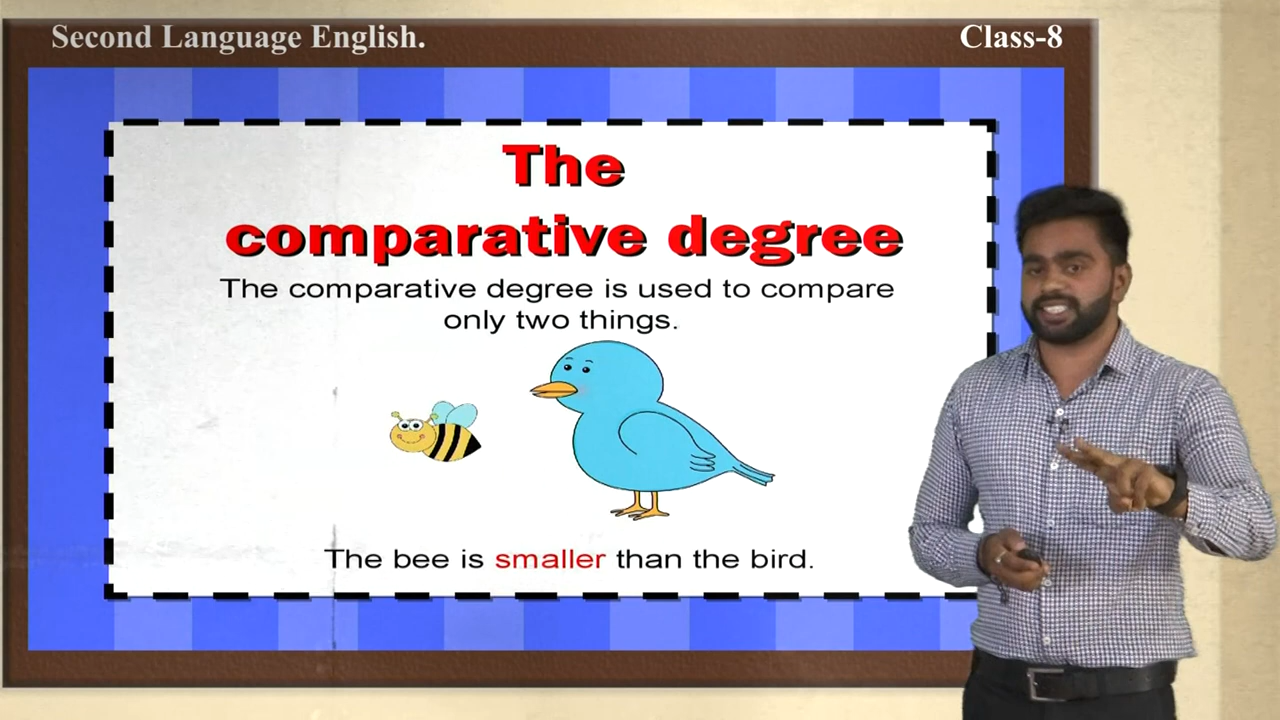 Second Language English.
Class-8
The
comparative degree
The comparative degree is used to compare
only two things.
The bee is smaller than the bird.